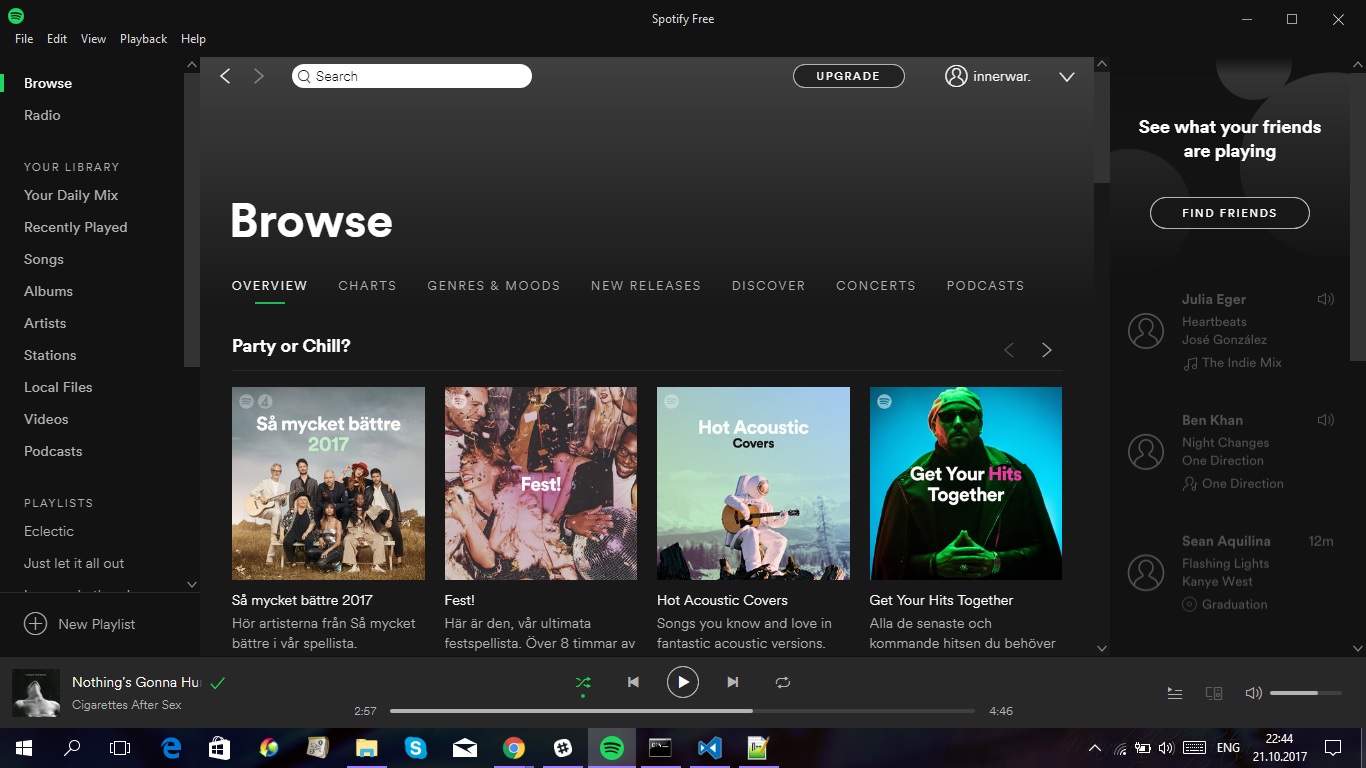 Spotify Free
File Edit View Playback Help
Browse
Radio
YOUR LIBRARY
Your Daily Mix
Recently Played
Songs
Albums
Artists
Stations
Local Files
Videos
Podcasts
PLAYLISTS
Eclectic
Just let it all out
New Playlist
Search
UPGRADE
innerwar.
Browse
OVERVIEW CHARTS GENRES & MOODS NEW RELEASES DISCOVER CONCERTS PODCASTS
Party or Chill?
4
Så mycket bättre
2017
Fest!
Hot Acoustic
Covers
Get Your Hits
Together
Så mycket bättre 2017
Hör artisterna från Så mycket
bättre i vår spellista.
Fest!
Här är den, vår ultimata
festspellista. Över 8 timmar av
Hot Acoustic Covers
Songs you know and love in
fantastic acoustic versions.
Get Your Hits Together
Alla de senaste och
kommande hitsen du behöver
See what your friends
are playing
FIND FRIENDS
Julia Eger
Heartbeats
José González
The Indie Mix
Ben Khan
Night Changes
One Direction
One Direction
Sean Aquilina 12m
Flashing Lights
Kanye West
Graduation
Nothing's Gonna Hu
Cigarettes After Sex
2:57
4:46
ENG
22:44
21.10.2017